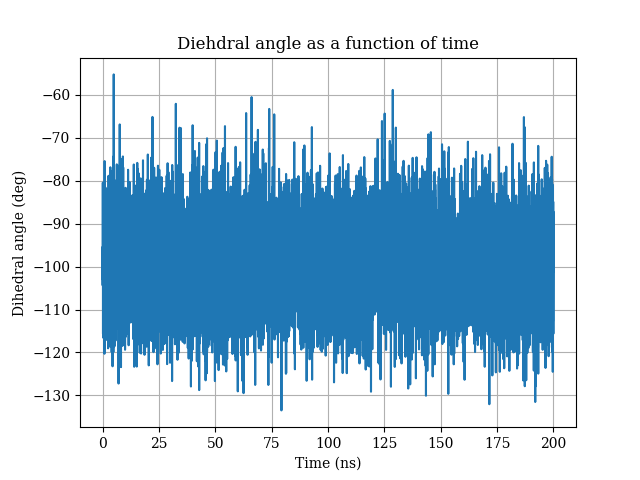 Diehdral angle as a function of time
Dihedral angle (deg)
−60
−70
−80
−90
−100
−110
−120
−130
0 25 50 75 100 125 150 175 200
Time (ns)